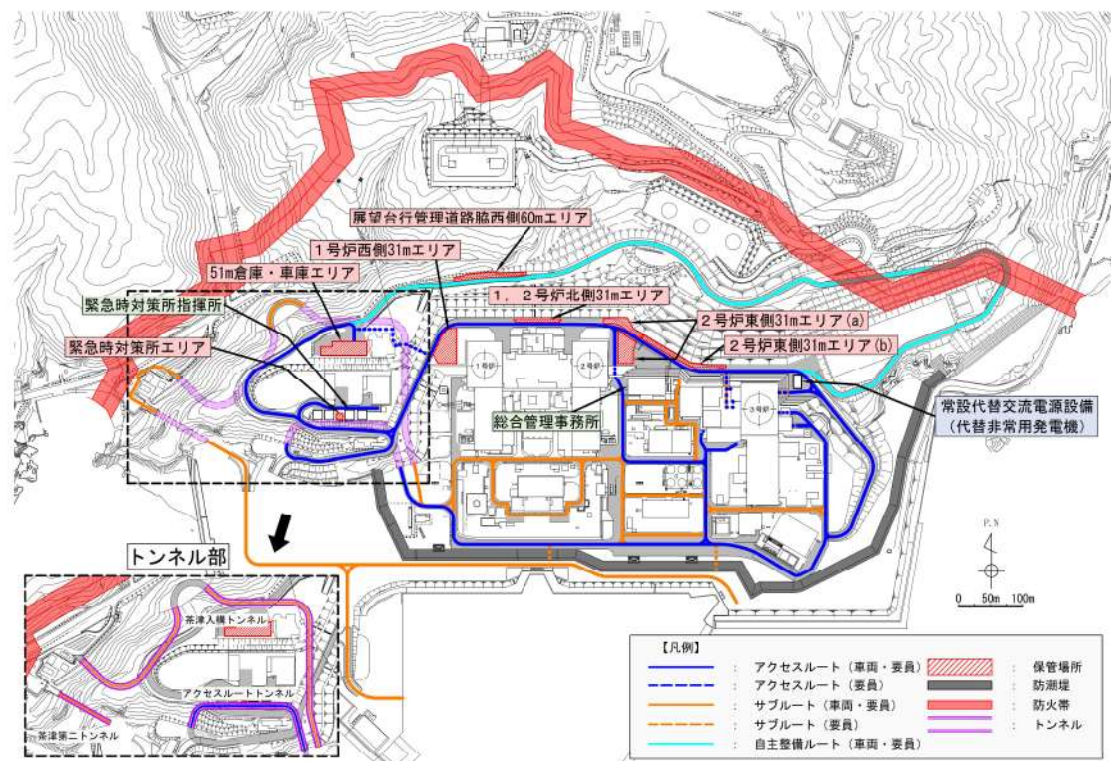 展望台行管理道路脇西側60mエリア
1号炉西側31mエリア
51m倉庫・車庫エリア
1，2号炉北側31mエリア
緊急時対策所指揮所
2号炉東側31mエリア(a)
緊急時対策所エリア
2号炉東側31mエリア(b)
1号炉
2号炉
3号炉
総合管理事務所
常設代替交流電源設備
（代替非常用発電機）
トンネル部
茶津入構トンネル
アクセスルートトンネル
茶津第二トンネル
P.N
0 50m 100m
【凡例】
： アクセスルート（車両・要員）
： 保管場所
： アクセスルート（要員）
： 防潮堤
： サブルート（車両・要員）
： 防火帯
： サブルート（要員）
： トンネル
： 自主整備ルート（車両・要員）